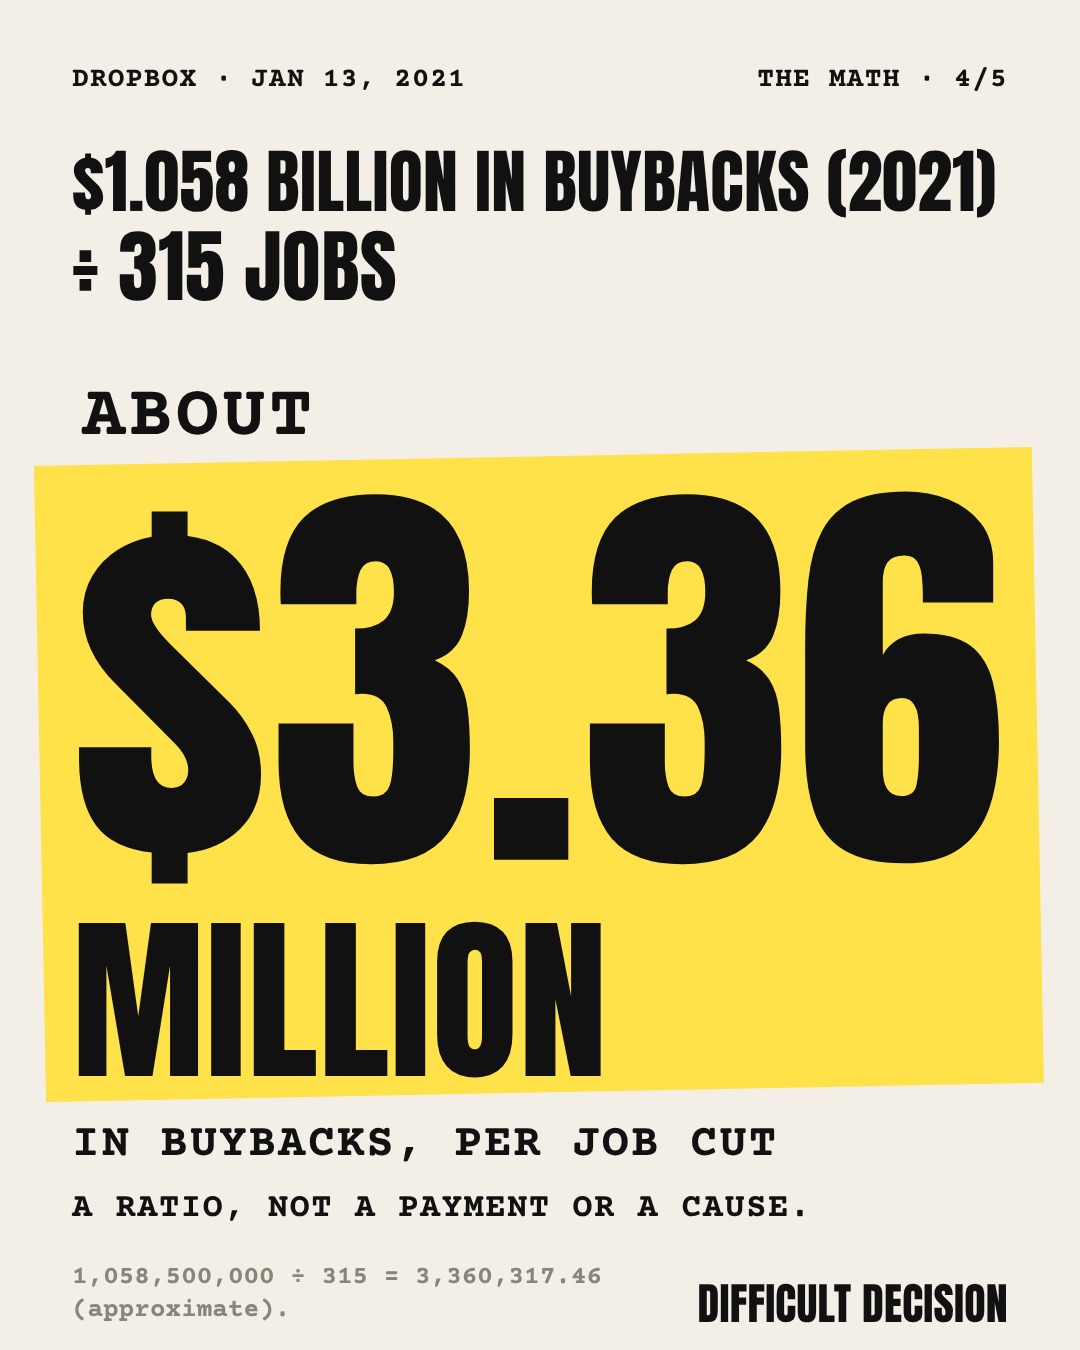 DROPBOX · JAN 13, 2021
THE MATH · 4/5
$1.058 BILLION IN BUYBACKS (2021)
÷ 315 JOBS
ABOUT
$3.36
MILLION
IN BUYBACKS, PER JOB CUT
A RATIO, NOT A PAYMENT OR A CAUSE.
1,058,500,000 ÷ 315 = 3,360,317.46
(approximate).
DIFFICULT DECISION